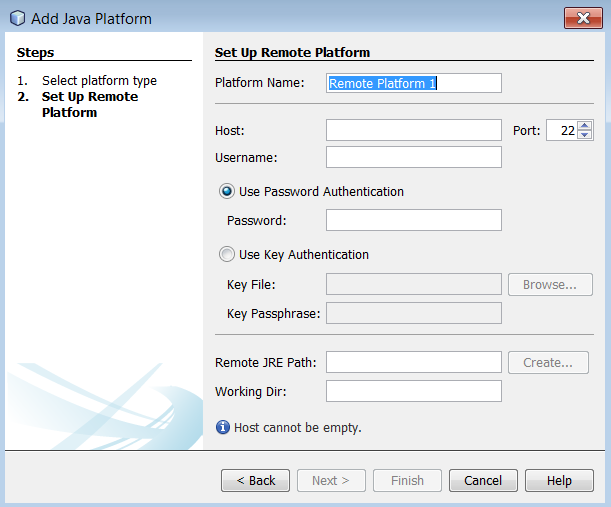 Add Java Platform
Steps
1. Select platform type
2. Set Up Remote
Platform
Set Up Remote Platform
Platform Name: Remote Platform 1
Host: Port: 22
Username:
Use Password Authentication
Password:
Use Key Authentication
Key File: Browse...
Key Passphrase:
Remote JRE Path: Create...
Working Dir:
Host cannot be empty.
< Back Next > Finish Cancel Help